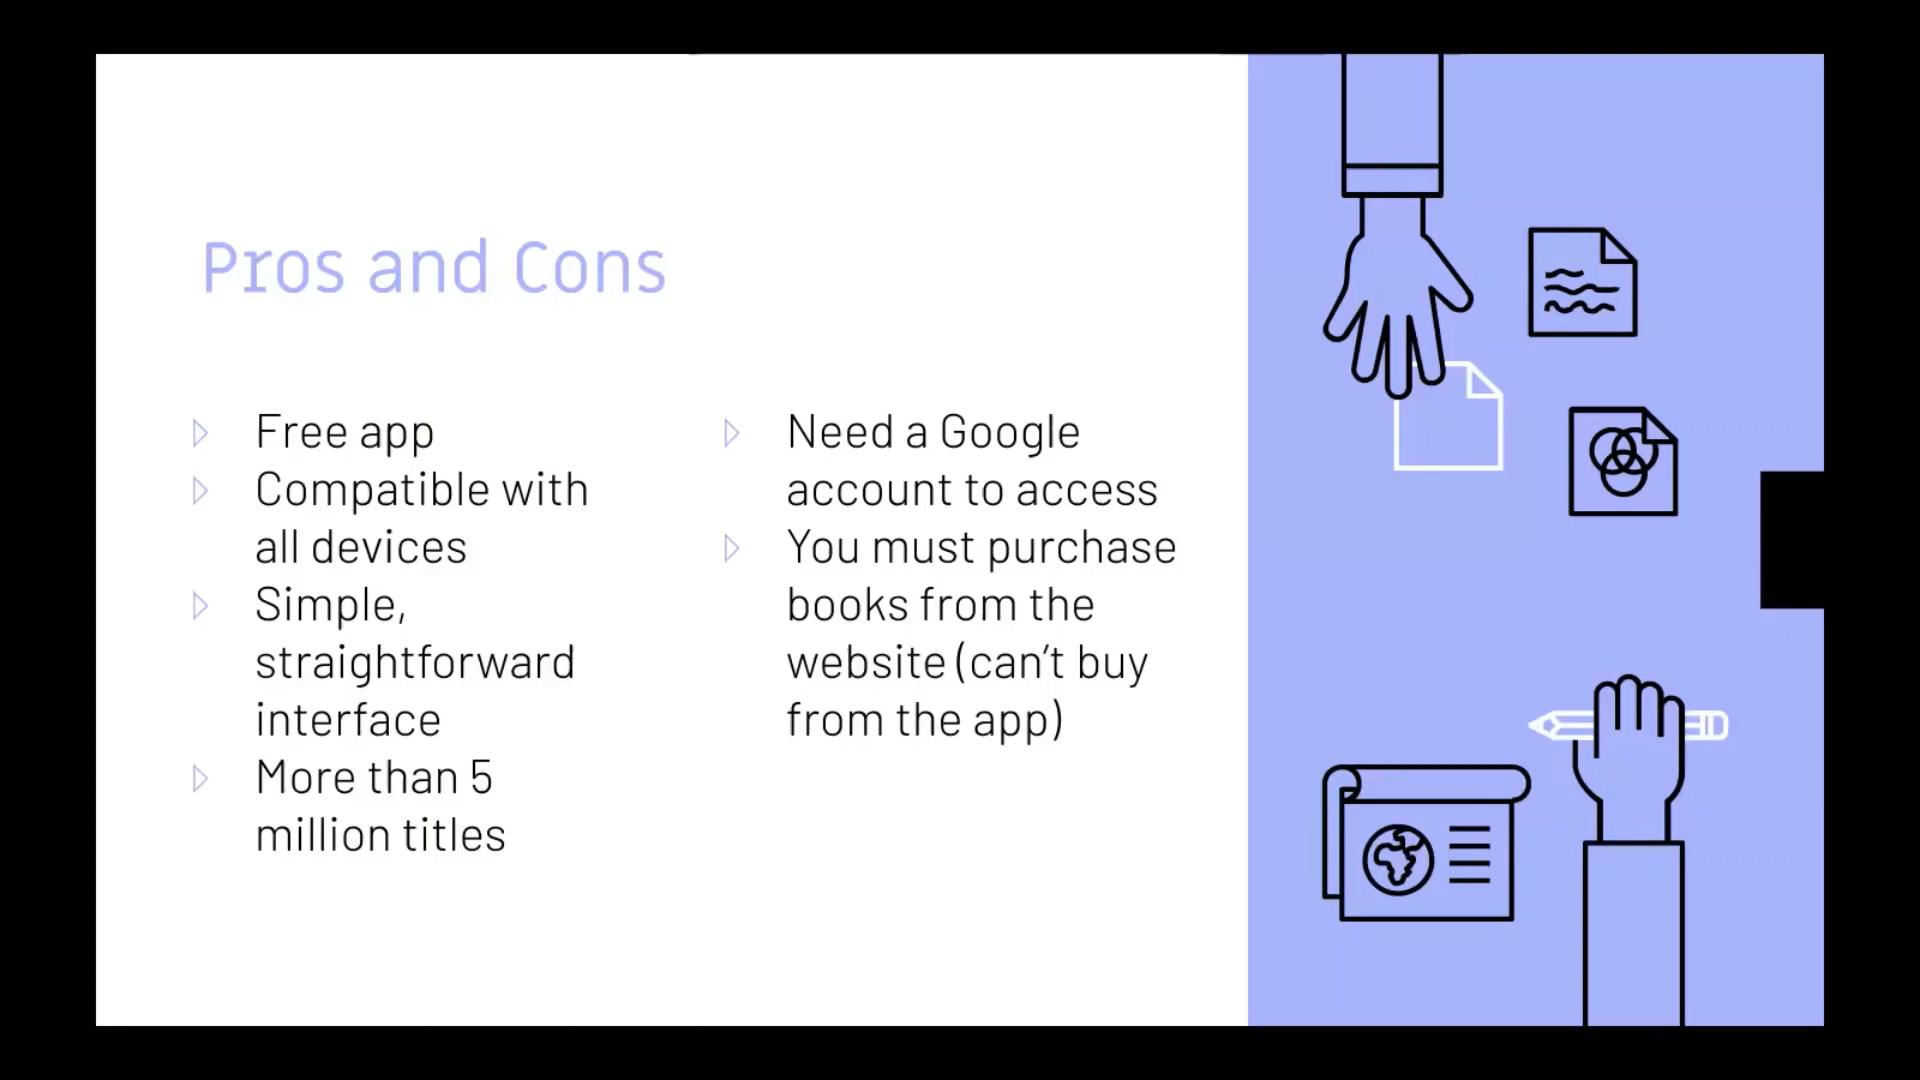 Pros and Cons
Free app
Compatible with
all devices
Simple,
straightforward
interface
More than 5
million titles
Need a Google
account to access
You must purchase
books from the
website (can’t buy
from the app)